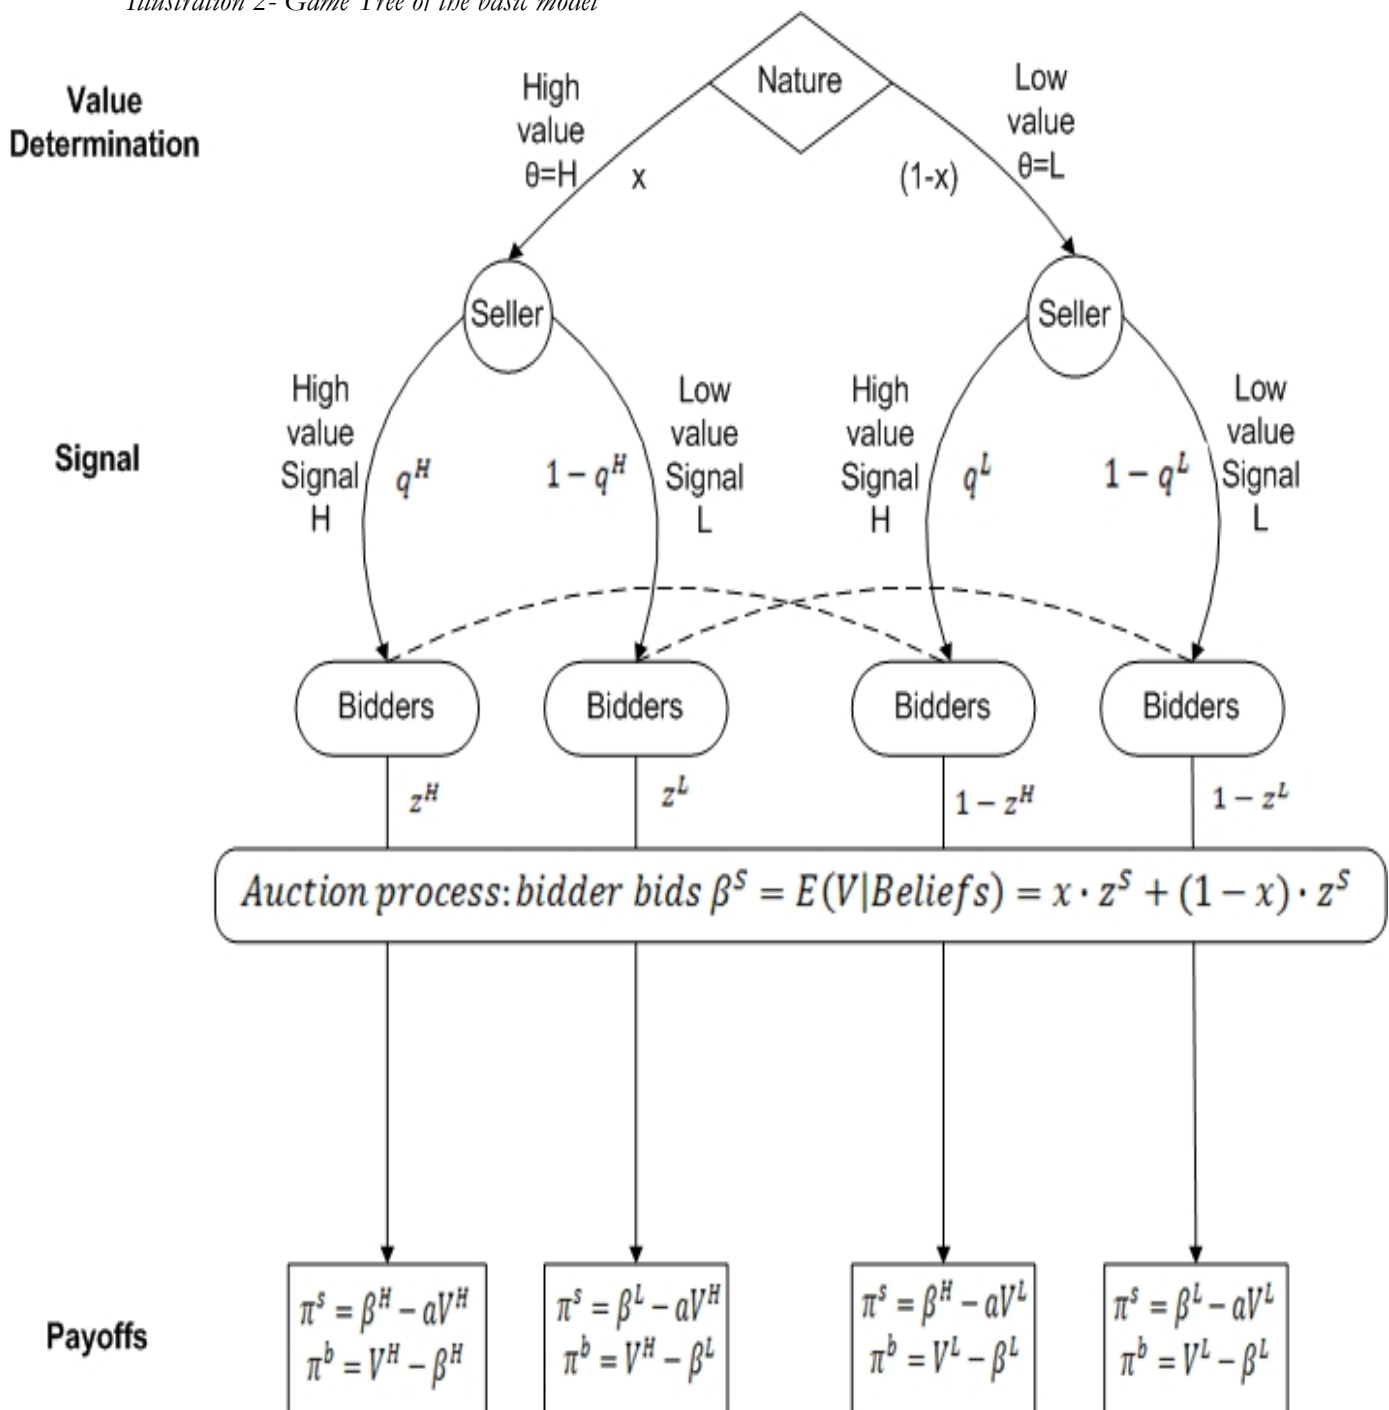 Illustration 2- Game Tree of the basic model
Value
Determination
High
value
θ=H
x
Nature
(1-x)
Low
value
θ=L
Seller
Seller
Signal
High
value
Signal
H
q^H
1 − q^H
Low
value
Signal
L
High
value
Signal
H
q^L
1 − q^L
Low
value
Signal
L
Bidders
Bidders
Bidders
Bidders
z^H
z^L
1 − z^H
1 − z^L
Auction process: bidder bids β^S = E(V|Beliefs) = x · z^S + (1 − x) · z^S
Payoffs
π^s = β^H − aV^H
π^b = V^H − β^H
π^s = β^L − aV^H
π^b = V^H − β^L
π^s = β^H − aV^L
π^b = V^L − β^L
π^s = β^L − aV^L
π^b = V^L − β^L